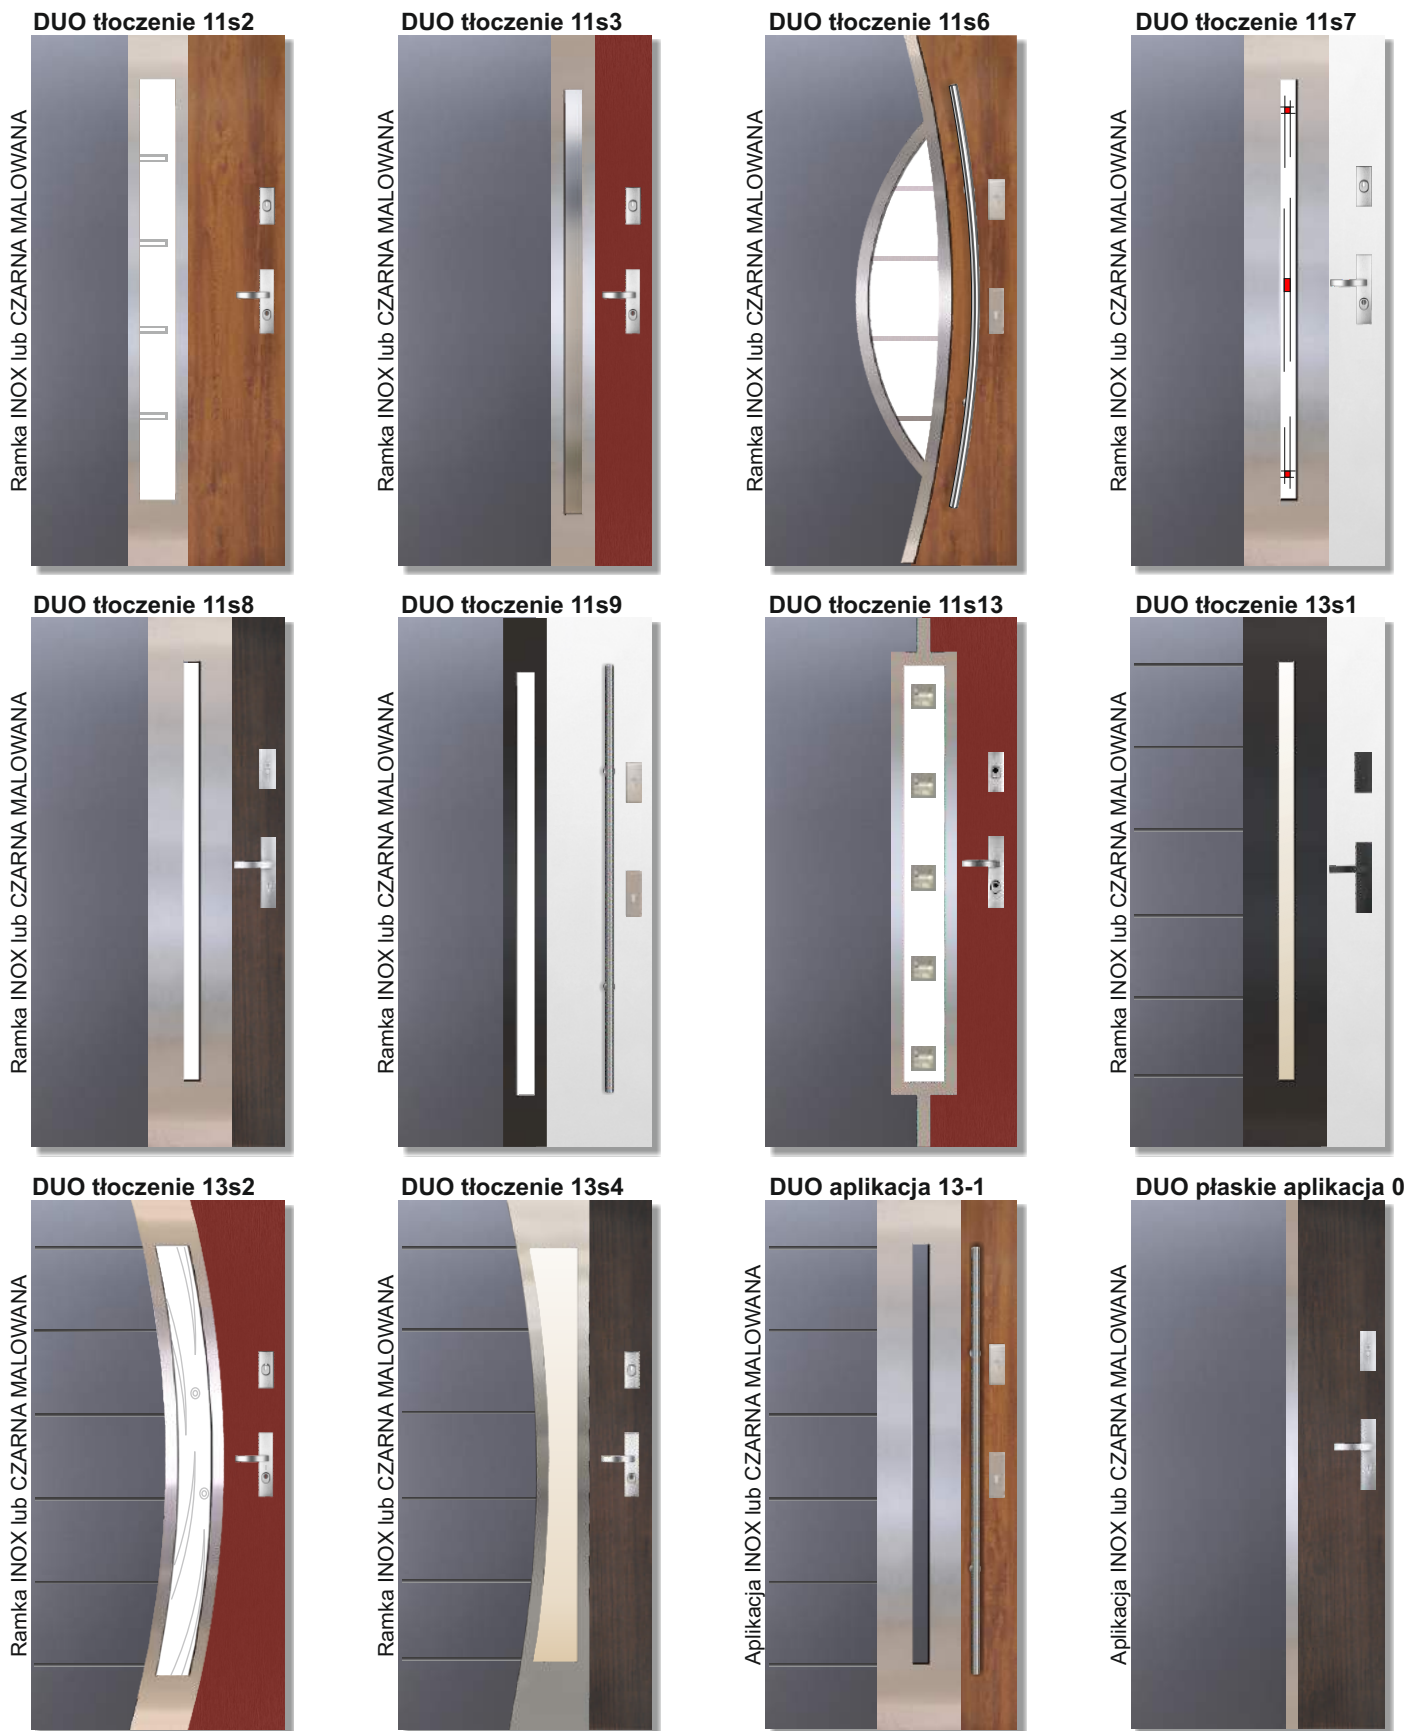 DUO tłoczenie 11s2
Ramka INOX lub CZARNA MALOWANA
DUO tłoczenie 11s3
Ramka INOX lub CZARNA MALOWANA
DUO tłoczenie 11s6
Ramka INOX lub CZARNA MALOWANA
DUO tłoczenie 11s7
Ramka INOX lub CZARNA MALOWANA
DUO tłoczenie 11s8
Ramka INOX lub CZARNA MALOWANA
DUO tłoczenie 11s9
Ramka INOX lub CZARNA MALOWANA
DUO tłoczenie 11s13
Ramka INOX lub CZARNA MALOWANA
DUO tłoczenie 13s1
Ramka INOX lub CZARNA MALOWANA
DUO tłoczenie 13s2
Ramka INOX lub CZARNA MALOWANA
DUO tłoczenie 13s4
Ramka INOX lub CZARNA MALOWANA
DUO aplikacja 13-1
Aplikacja INOX lub CZARNA MALOWANA
DUO płaskie aplikacja 0
Aplikacja INOX lub CZARNA MALOWANA